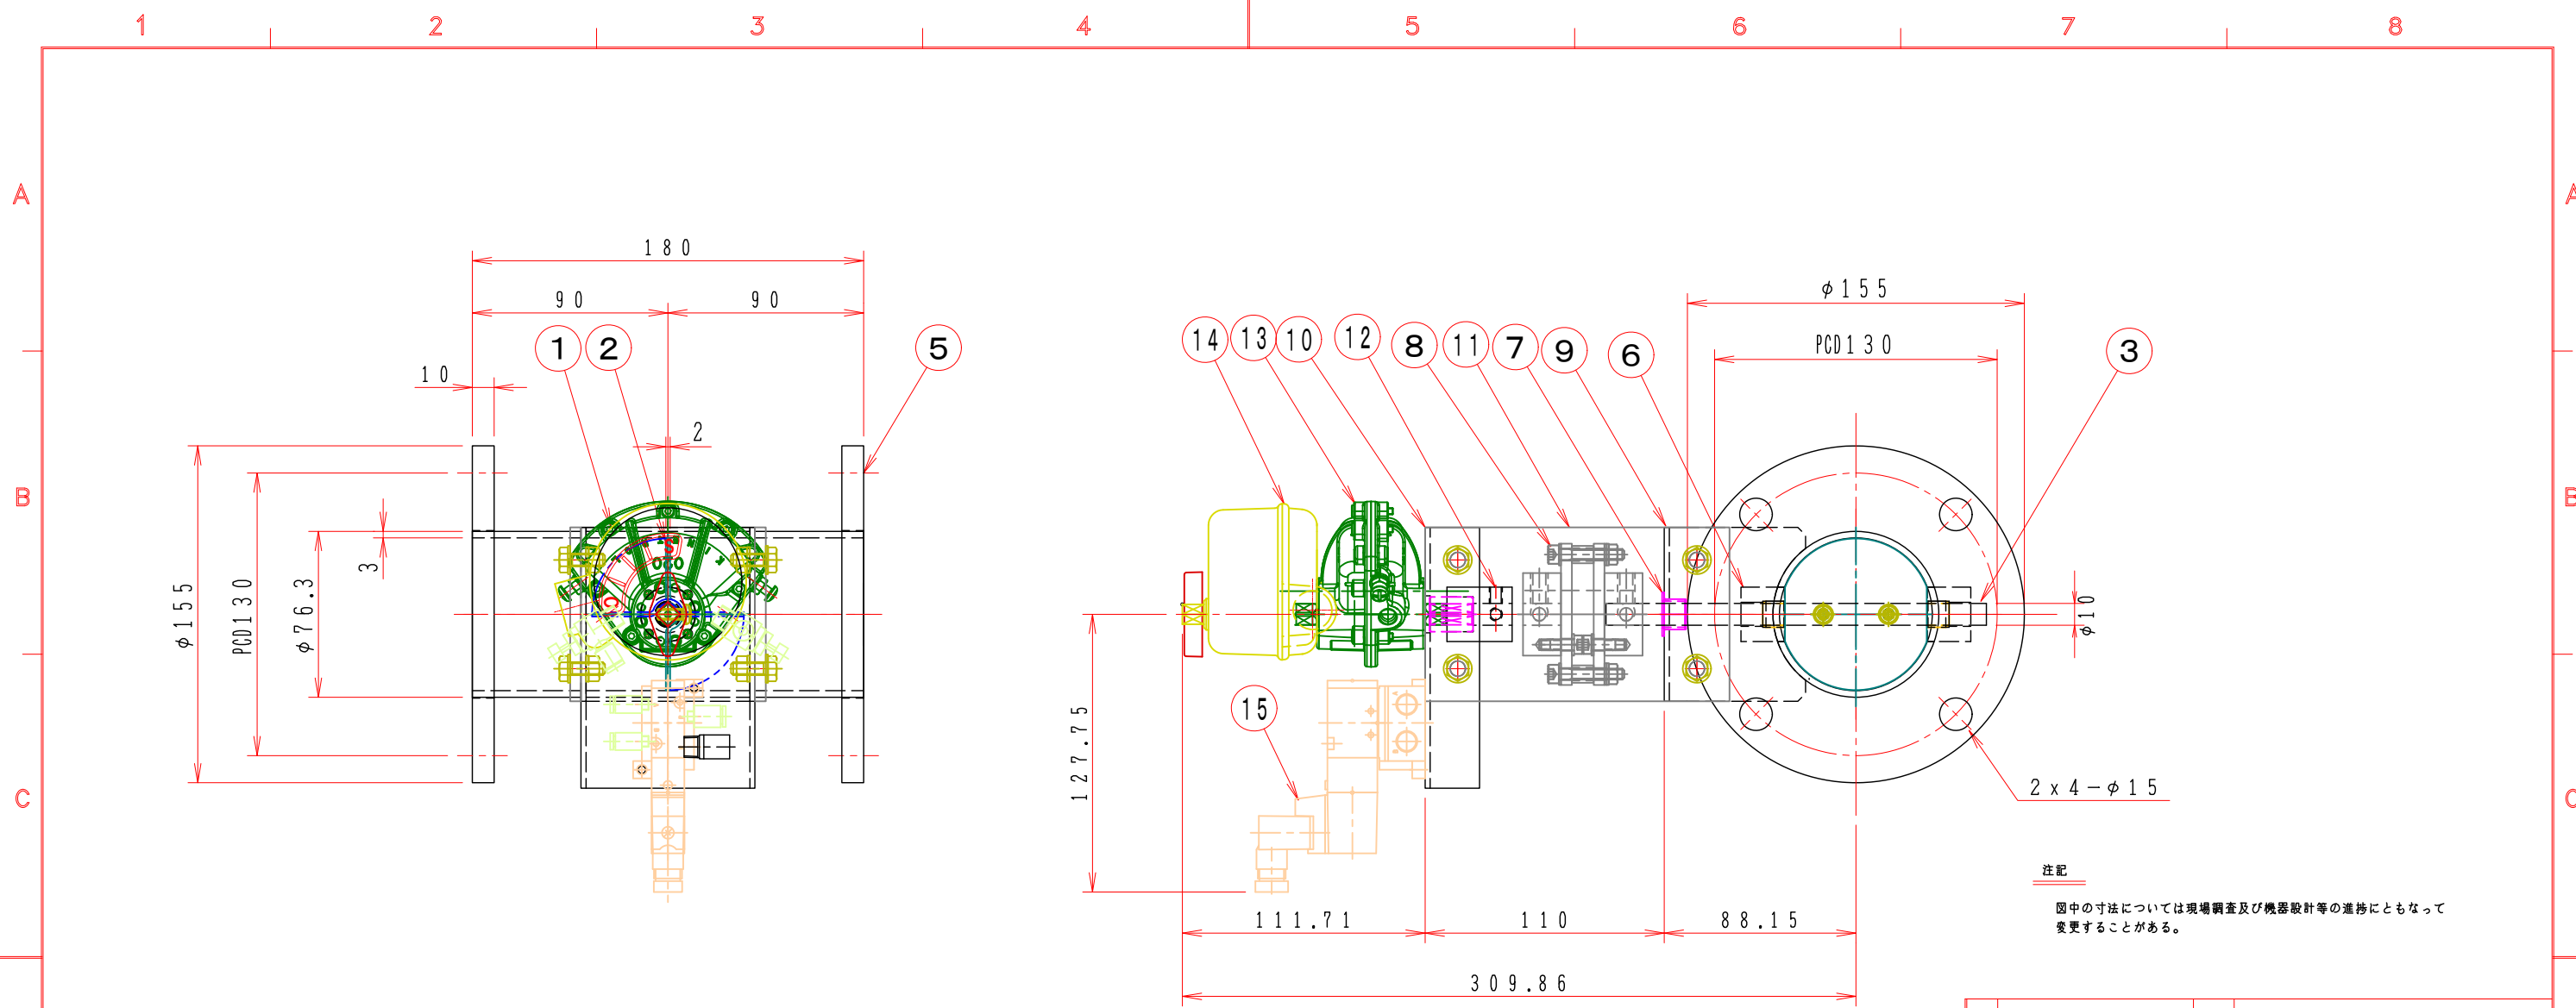 1 2 3 4 5 6 7 8
A A
180
90 90
φ155
1 2 5
14 13 10 12 8 11 7 9 6 3
PCD130
10
2
B B
S
OGO
C
3
φ155
PCD130
φ76.3
φ10
15
127.75
C C
2x4-φ15
注記
図中の寸法については現場調査及び機器設計等の進捗にともなって
変更することがある。
111.71 110 88.15
309.86